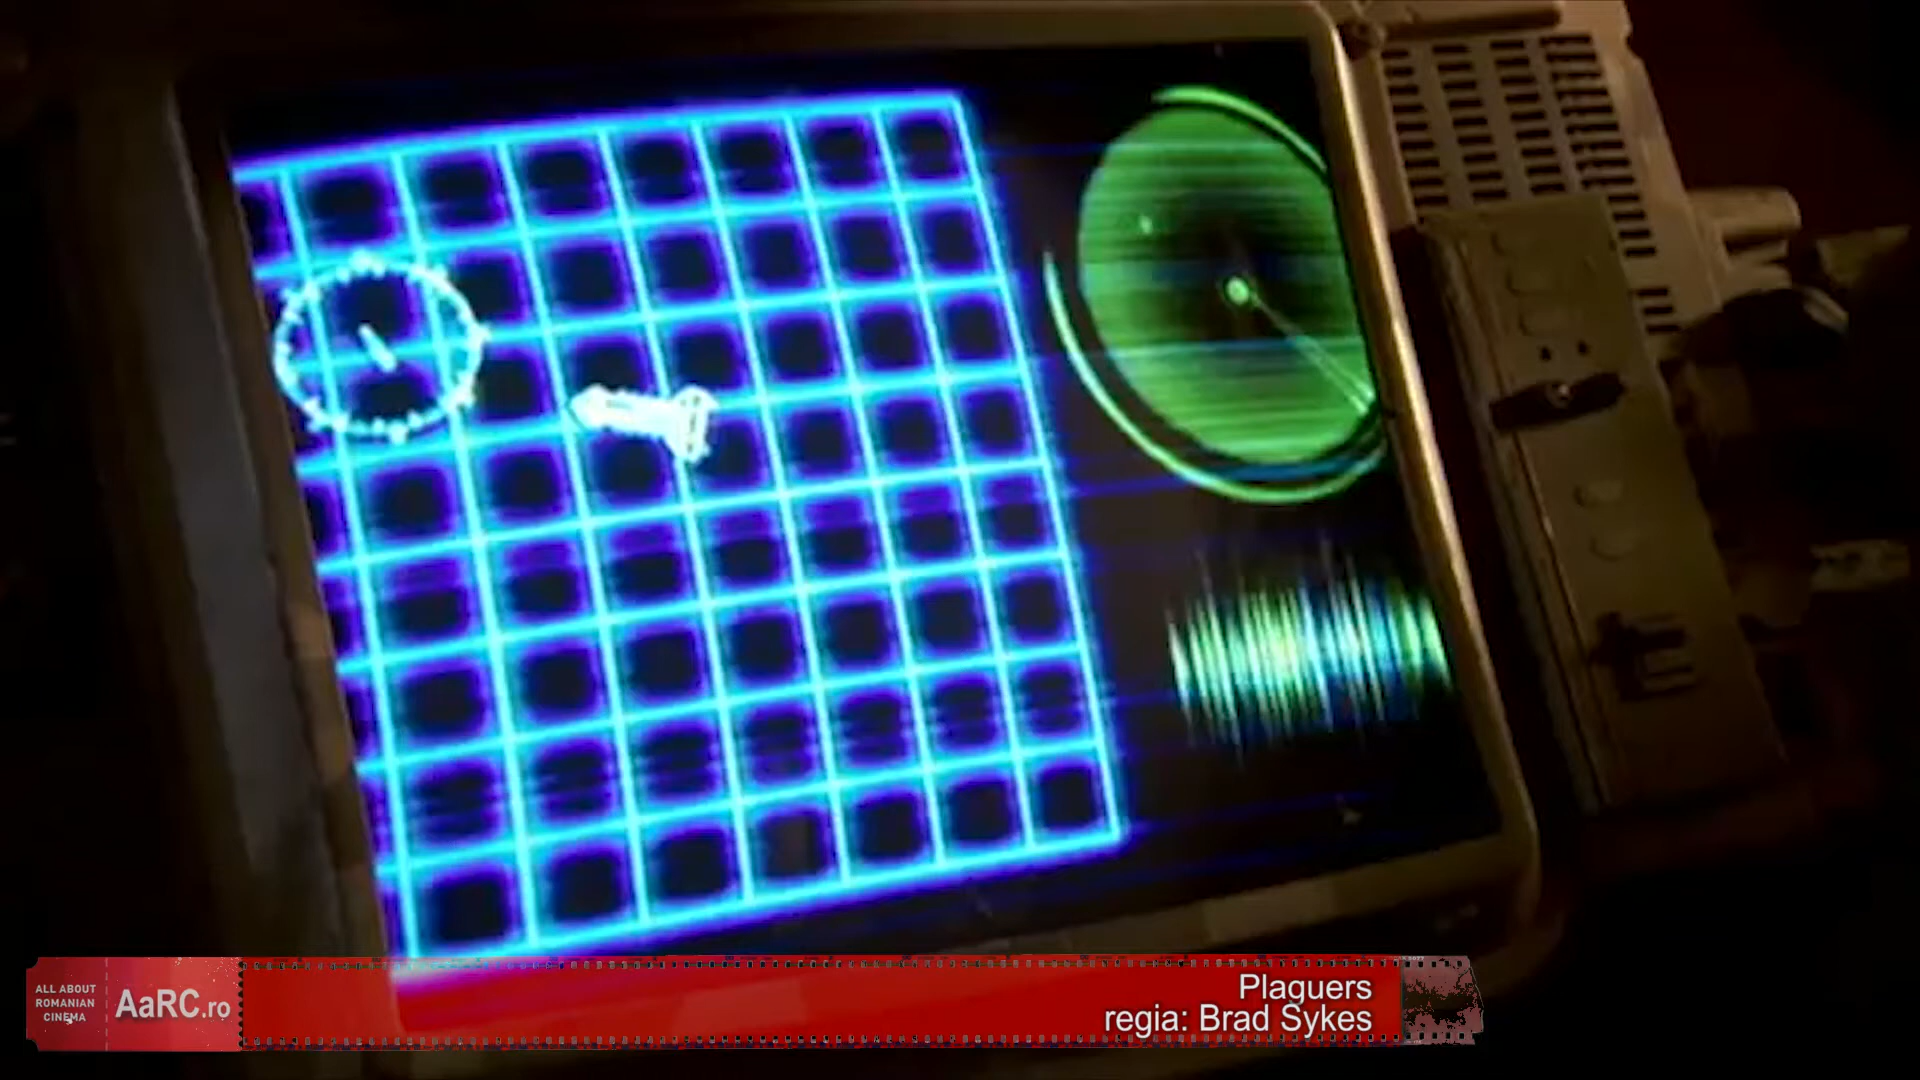 ALL ABOUT
ROMANIAN
CINEMA
AaRC.ro
Plaguers
regia: Brad Sykes